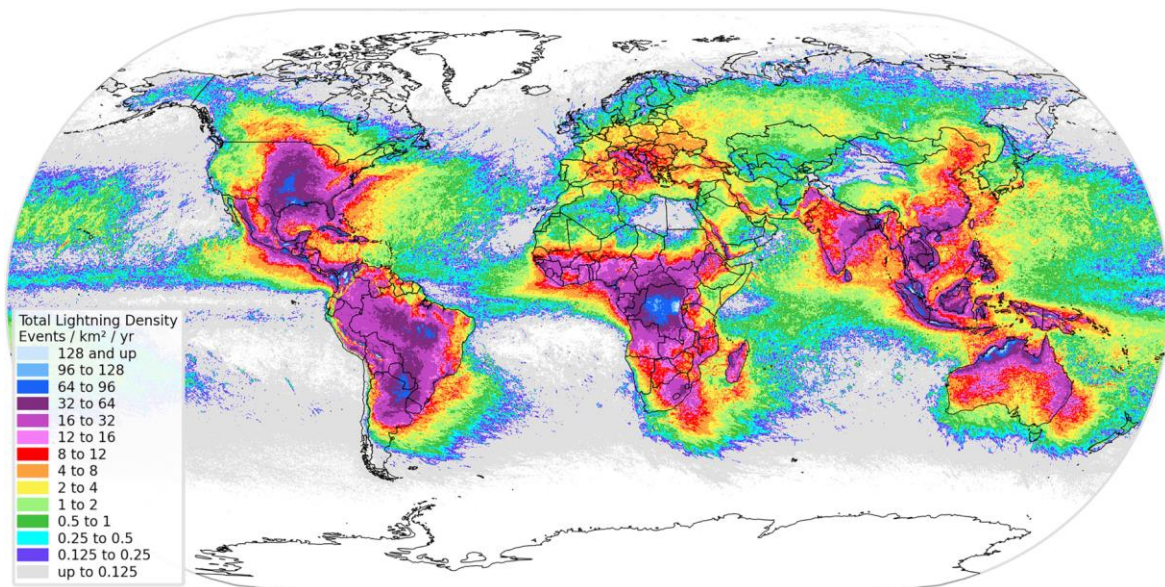 Total Lightning Density
Events / km² / yr
128 and up
96 to 128
64 to 96
32 to 64
16 to 32
12 to 16
8 to 12
4 to 8
2 to 4
1 to 2
0.5 to 1
0.25 to 0.5
0.125 to 0.25
up to 0.125